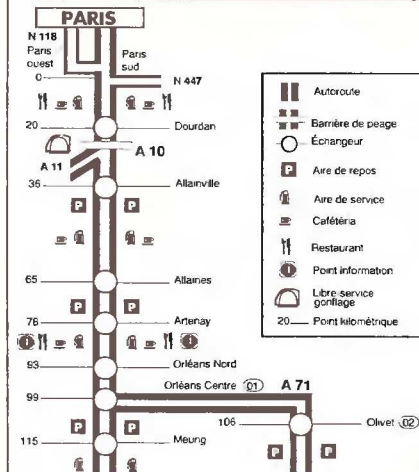 PARIS
N 118
Paris ouest
Paris sud
0
N 447
20
Dourdan
A 10
A 11
36
Allainville
P P
65
Allaines
P P
76
Artenay
93
Orléans Nord
Orléans Centre 01 A 71
99
106
Olivet 02
P P
115
Meung
P P
Autoroute
Barrière de peage
Échangeur
P Aire de repos
Aire de service
Cafétéria
Restaurant
Point information
Libre-service gonflage
20 Point kilométrique